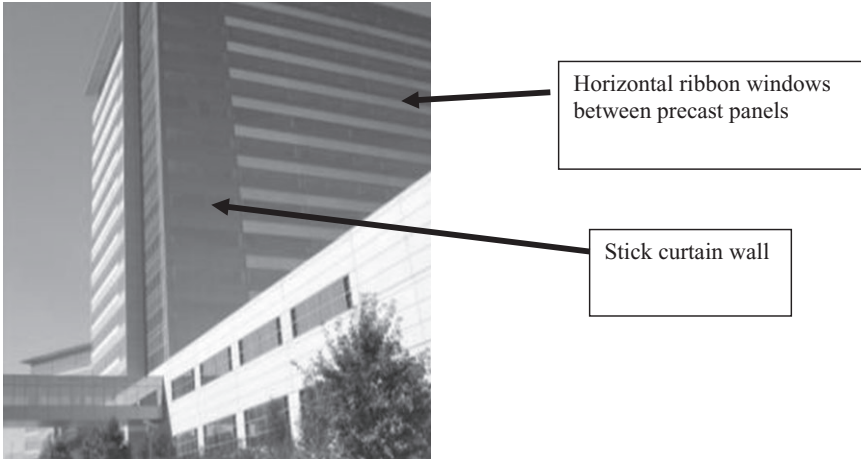 Horizontal ribbon windows
between precast panels
Stick curtain wall